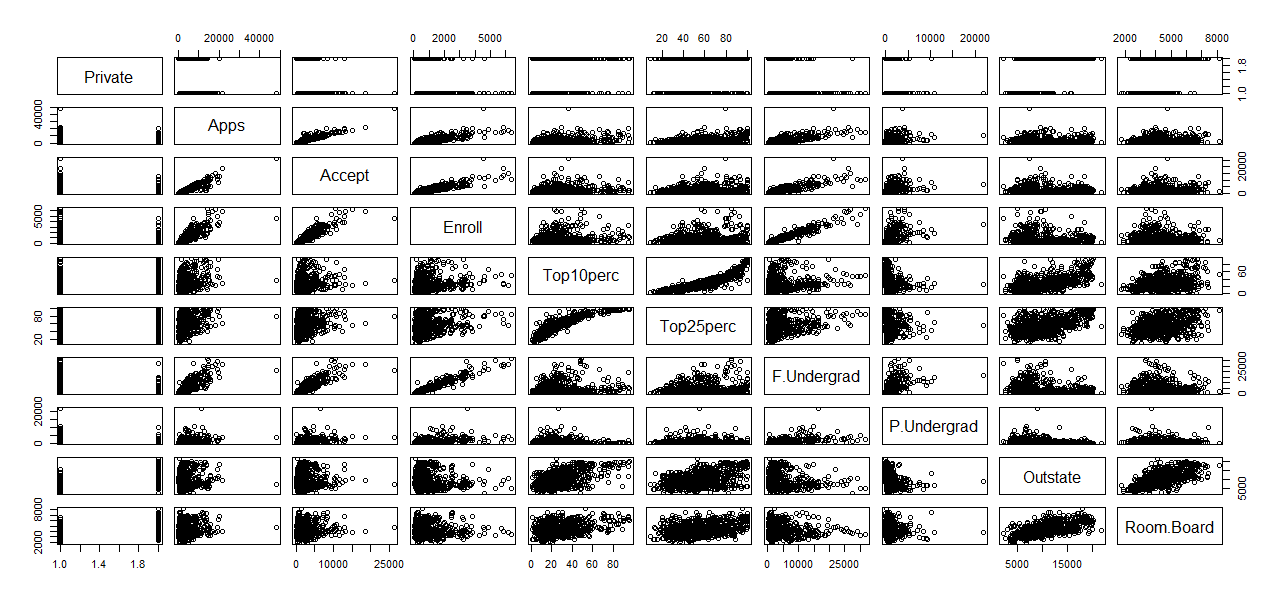 0 20000 40000
0 2000 5000
20 40 60 80
0 10000 20000
2000 5000 8000
Private
1.0 1.8
0 40000
Apps
Accept
0 20000
0 5000
Enroll
Top10perc
0 60
20 80
Top25perc
F.Undergrad
0 25000
0 20000
P.Undergrad
Outstate
5000
2000 8000
Room.Board
1.0 1.4 1.8
0 10000 25000
0 20 40 60 80
0 10000 25000
5000 15000